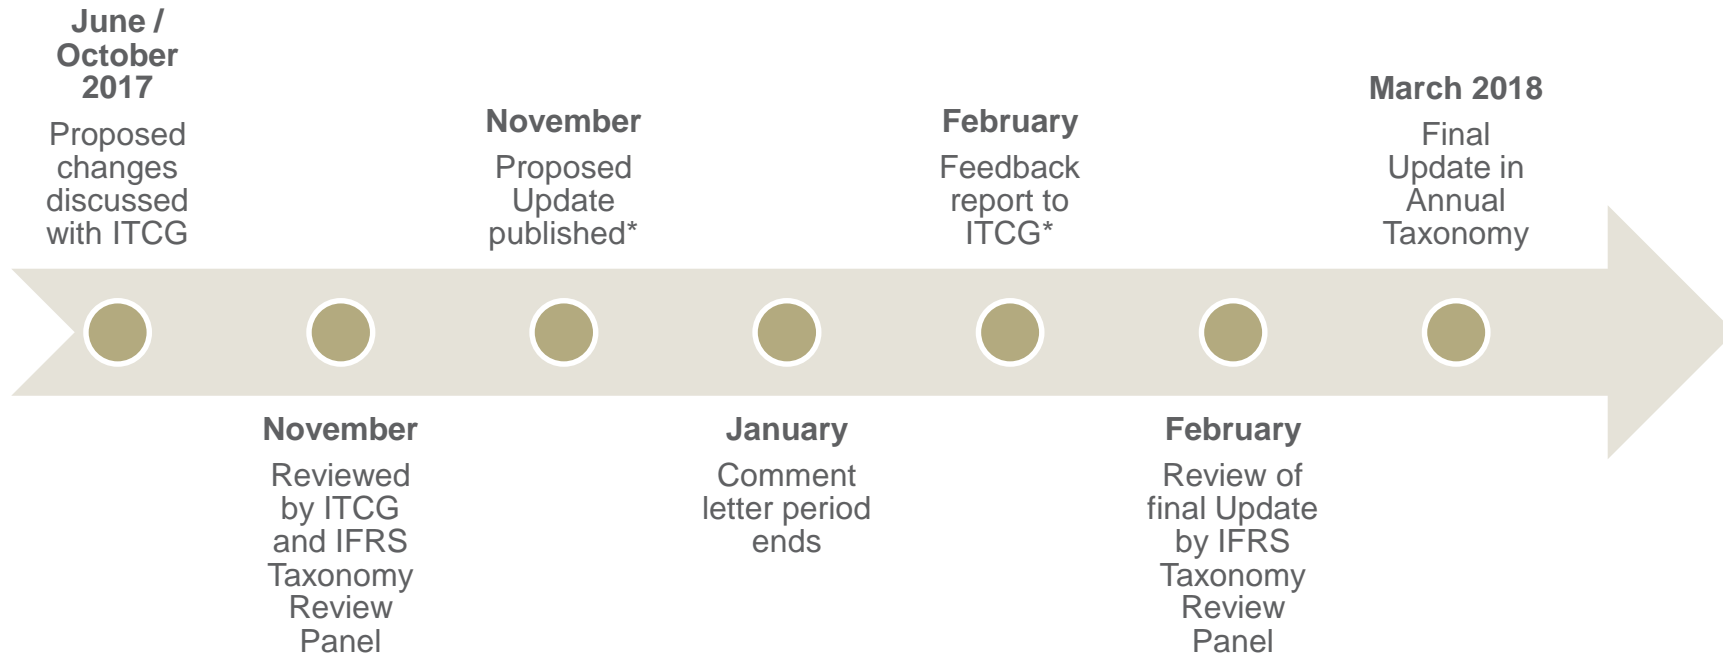 June /
October
2017
Proposed
changes
discussed
with ITCG
November
Reviewed
by ITCG
and IFRS
Taxonomy
Review
Panel
November
Proposed
Update
published*
January
Comment
letter period
ends
February
Feedback
report to
ITCG*
February
Review of
final Update
by IFRS
Taxonomy
Review
Panel
March 2018
Final
Update in
Annual
Taxonomy